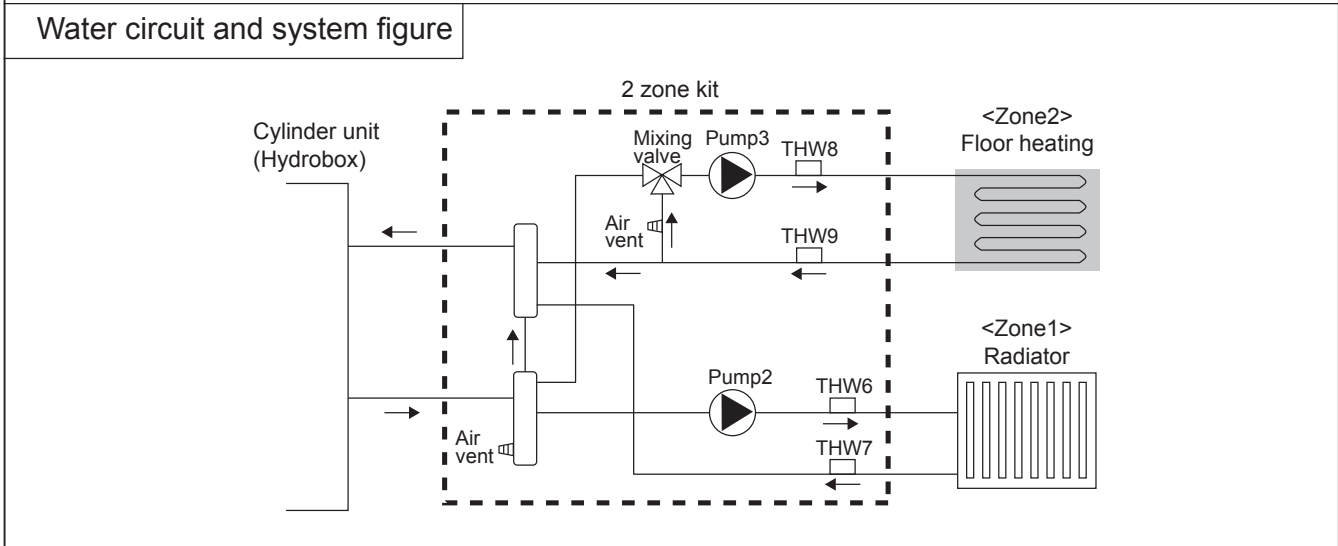 Water circuit and system figure
2 zone kit
Cylinder unit
(Hydrobox)
Mixing
valve
Pump3
THW8
<Zone2>
Floor heating
Air
vent
THW9
<Zone1>
Radiator
Pump2
THW6
Air
vent
THW7